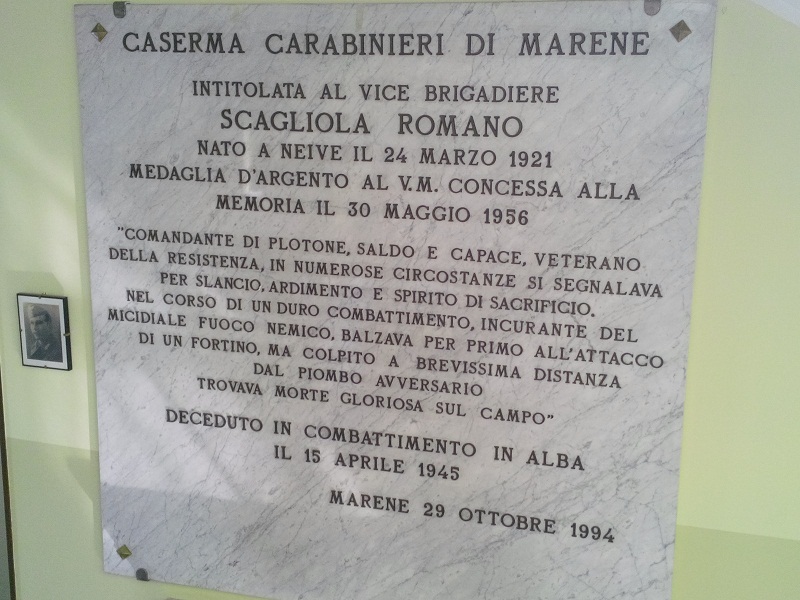 CASERMA CARABINIERI DI MARENE
INTITOLATA AL VICE BRIGADIERE
SCAGLIOLA ROMANO
NATO A NEIVE IL 24 MARZO 1921
MEDAGLIA D'ARGENTO AL V.M. CONCESSA ALLA
MEMORIA IL 30 MAGGIO 1956
"COMANDANTE DI PLOTONE, SALDO E CAPACE, VETERANO
DELLA RESISTENZA, IN NUMEROSE CIRCOSTANZE SI SEGNALAVA
PER SLANCIO, ARDIMENTO E SPIRITO DI SACRIFICIO.
NEL CORSO DI UN DURO COMBATTIMENTO, INCURANTE DEL
MICIDIALE FUOCO NEMICO, BALZAVA PER PRIMO ALL'ATTACCO
DI UN FORTINO, MA COLPITO A BREVISSIMA DISTANZA
DAL PIOMBO AVVERSARIO
TROVAVA MORTE GLORIOSA SUL CAMPO"
DECEDUTO IN COMBATTIMENTO IN ALBA
IL 15 APRILE 1945
MARENE 29 OTTOBRE 1994